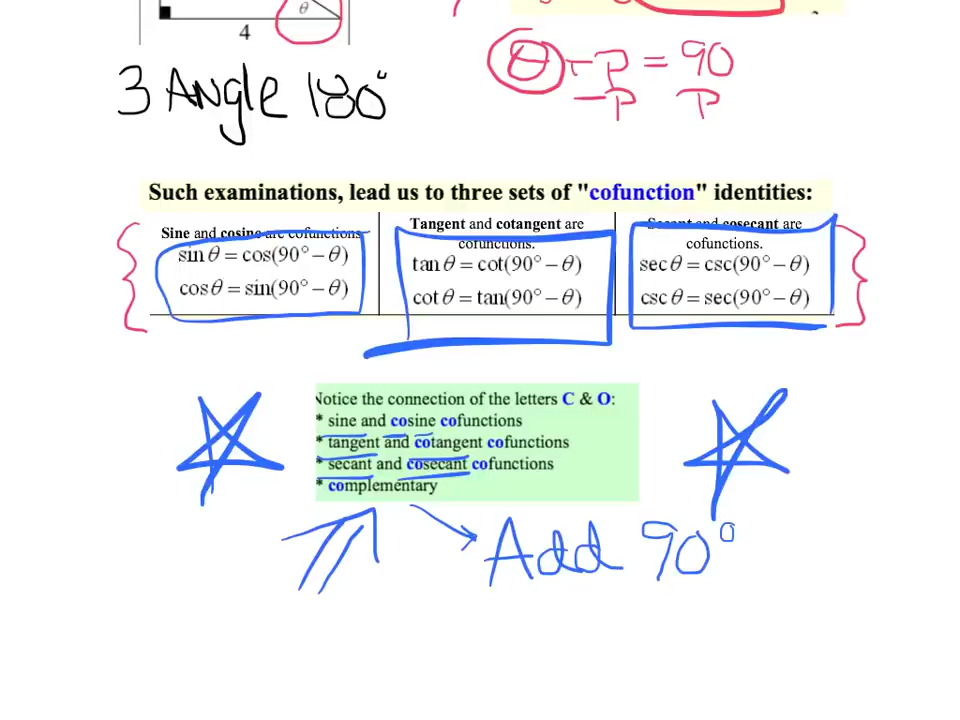 θ
4
θ + P = 90
- P P
3 Angle 180°
Such examinations, lead us to three sets of "cofunction" identities:
Sine and cosine are cofunctions.
sin θ = cos(90° − θ)
cos θ = sin(90° − θ)
Tangent and cotangent are
cofunctions.
tan θ = cot(90° − θ)
cot θ = tan(90° − θ)
Secant and cosecant are
cofunctions.
sec θ = csc(90° − θ)
csc θ = sec(90° − θ)
Notice the connection of the letters C & O:
* sine and cosine cofunctions
* tangent and cotangent cofunctions
* secant and cosecant cofunctions
* complementary
Add 90°